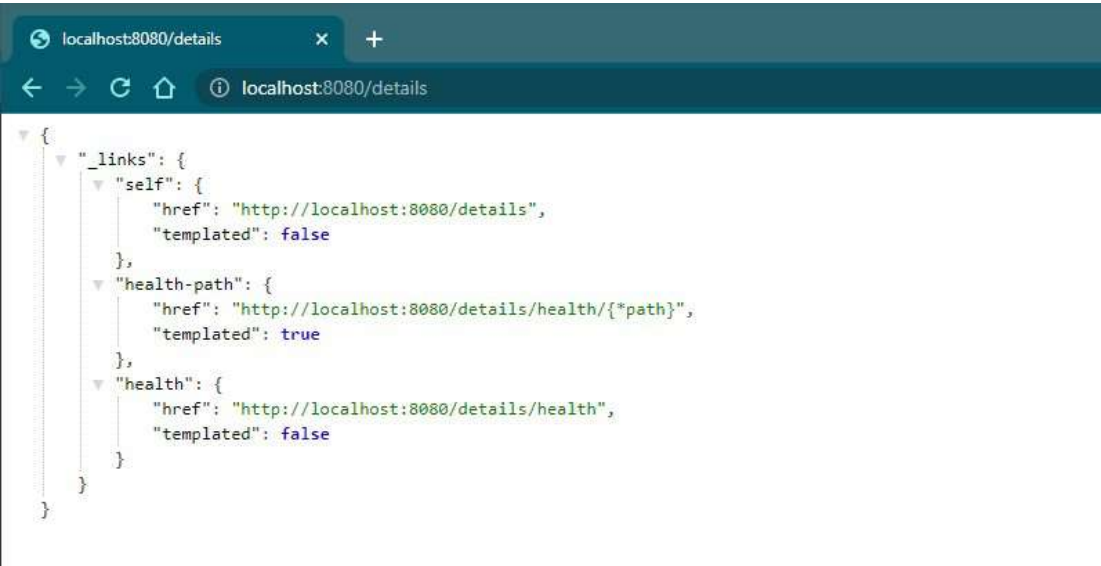 localhost:8080/details
localhost:8080/details
{
"_links": {
"self": {
"href": "http://localhost:8080/details",
"templated": false
},
"health-path": {
"href": "http://localhost:8080/details/health/{*path}",
"templated": true
},
"health": {
"href": "http://localhost:8080/details/health",
"templated": false
}
}
}